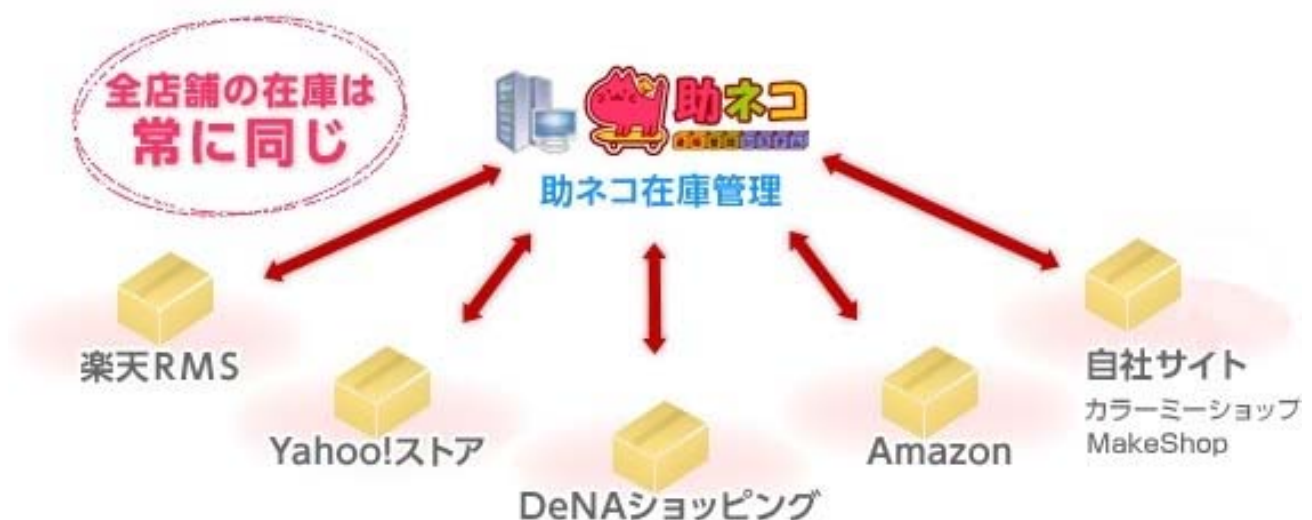 全店舗の在庫は
常に同じ
助ネコ
助ネコ在庫管理
楽天RMS
Yahoo!ストア
DeNAショッピング
Amazon
自社サイト
カラーミーショップ
MakeShop